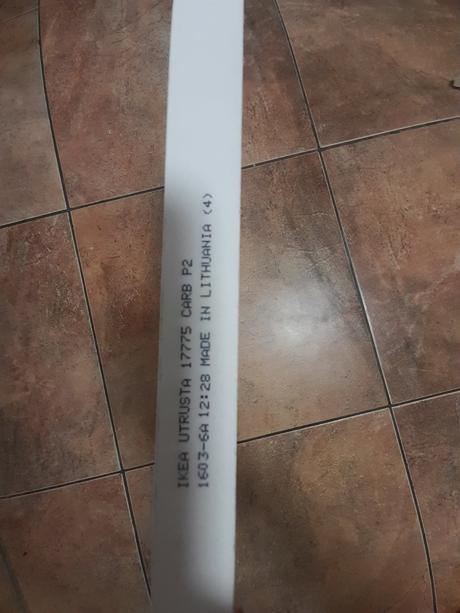 IKEA UTRUSTA 17775 CARB P2
1603-6A 12:28 MADE IN LITHUANIA (4)